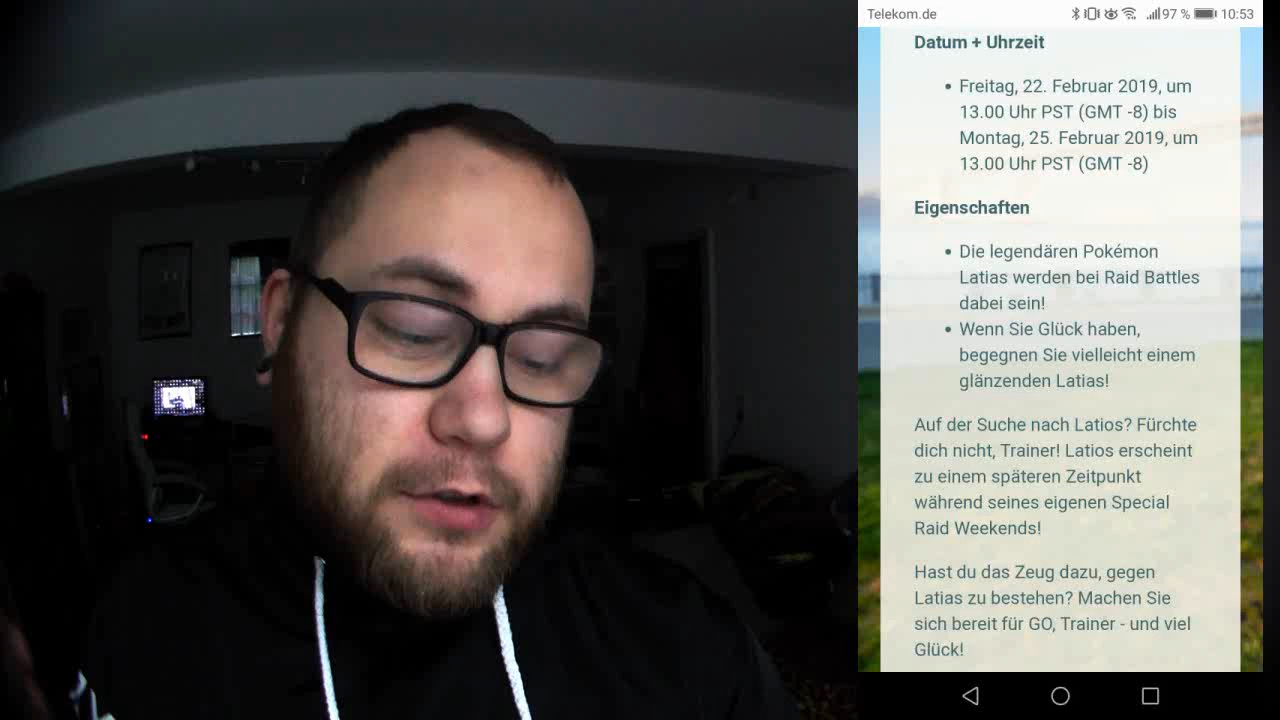 Telekom.de
97 %
10:53
Datum + Uhrzeit
• Freitag, 22. Februar 2019, um
13.00 Uhr PST (GMT -8) bis
Montag, 25. Februar 2019, um
13.00 Uhr PST (GMT -8)
Eigenschaften
• Die legendären Pokémon
Latias werden bei Raid Battles
dabei sein!
• Wenn Sie Glück haben,
begegnen Sie vielleicht einem
glänzenden Latias!
Auf der Suche nach Latios? Fürchte
dich nicht, Trainer! Latios erscheint
zu einem späteren Zeitpunkt
während seines eigenen Special
Raid Weekends!
Hast du das Zeug dazu, gegen
Latias zu bestehen? Machen Sie
sich bereit für GO, Trainer - und viel
Glück!